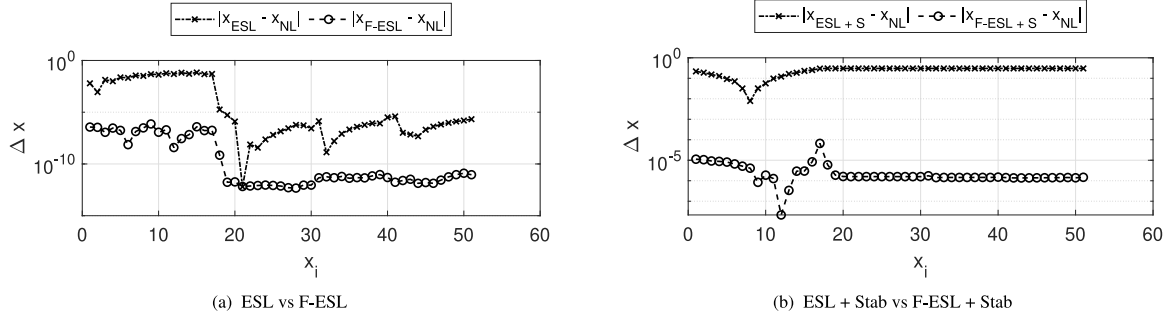 |x_ESL - x_NL| |x_F-ESL - x_NL|
10^0
10^-10
Δ x
0 10 20 30 40 50 60
x_i
(a) ESL vs F-ESL
|x_ESL + S - x_NL| |x_F-ESL + S - x_NL|
10^0
10^-5
Δ x
0 10 20 30 40 50 60
x_i
(b) ESL + Stab vs F-ESL + Stab